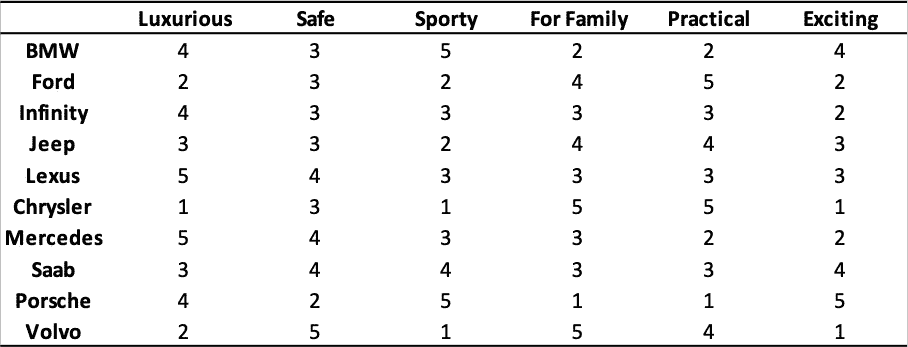 Luxurious Safe Sporty For Family Practical Exciting
BMW 4 3 5 2 2 4
Ford 2 3 2 4 5 2
Infinity 4 3 3 3 3 2
Jeep 3 3 2 4 4 3
Lexus 5 4 3 3 3 3
Chrysler 1 3 1 5 5 1
Mercedes 5 4 3 3 2 2
Saab 3 4 4 3 3 4
Porsche 4 2 5 1 1 5
Volvo 2 5 1 5 4 1